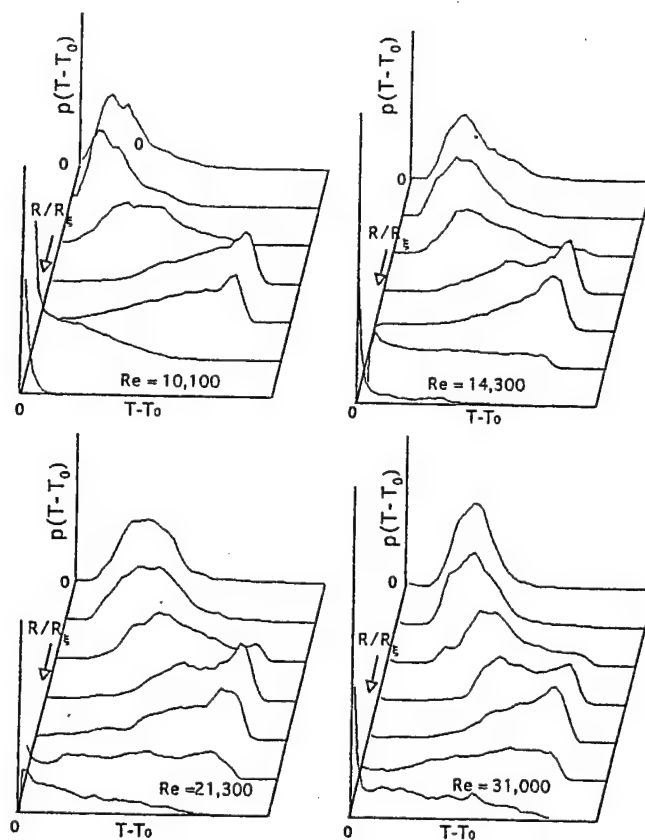 p(T-T₀)
0
0
R/Rξ
Re = 10,100
0
T-T₀
p(T-T₀)
0
R/Rξ
Re = 14,300
0
T-T₀
p(T-T₀)
0
R/Rξ
Re =21,300
0
T-T₀
p(T-T₀)
0
R/Rξ
Re = 31,000
0
T-T₀